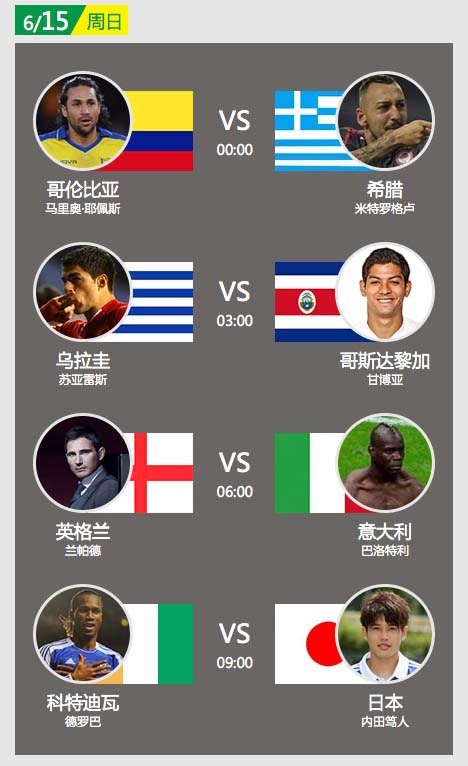 6/15 周日
VS
00:00
哥伦比亚
马里奥·耶佩斯
希腊
米特罗格卢
VS
03:00
乌拉圭
苏亚雷斯
哥斯达黎加
甘博亚
VS
06:00
英格兰
兰帕德
意大利
巴洛特利
VS
09:00
科特迪瓦
德罗巴
日本
内田笃人